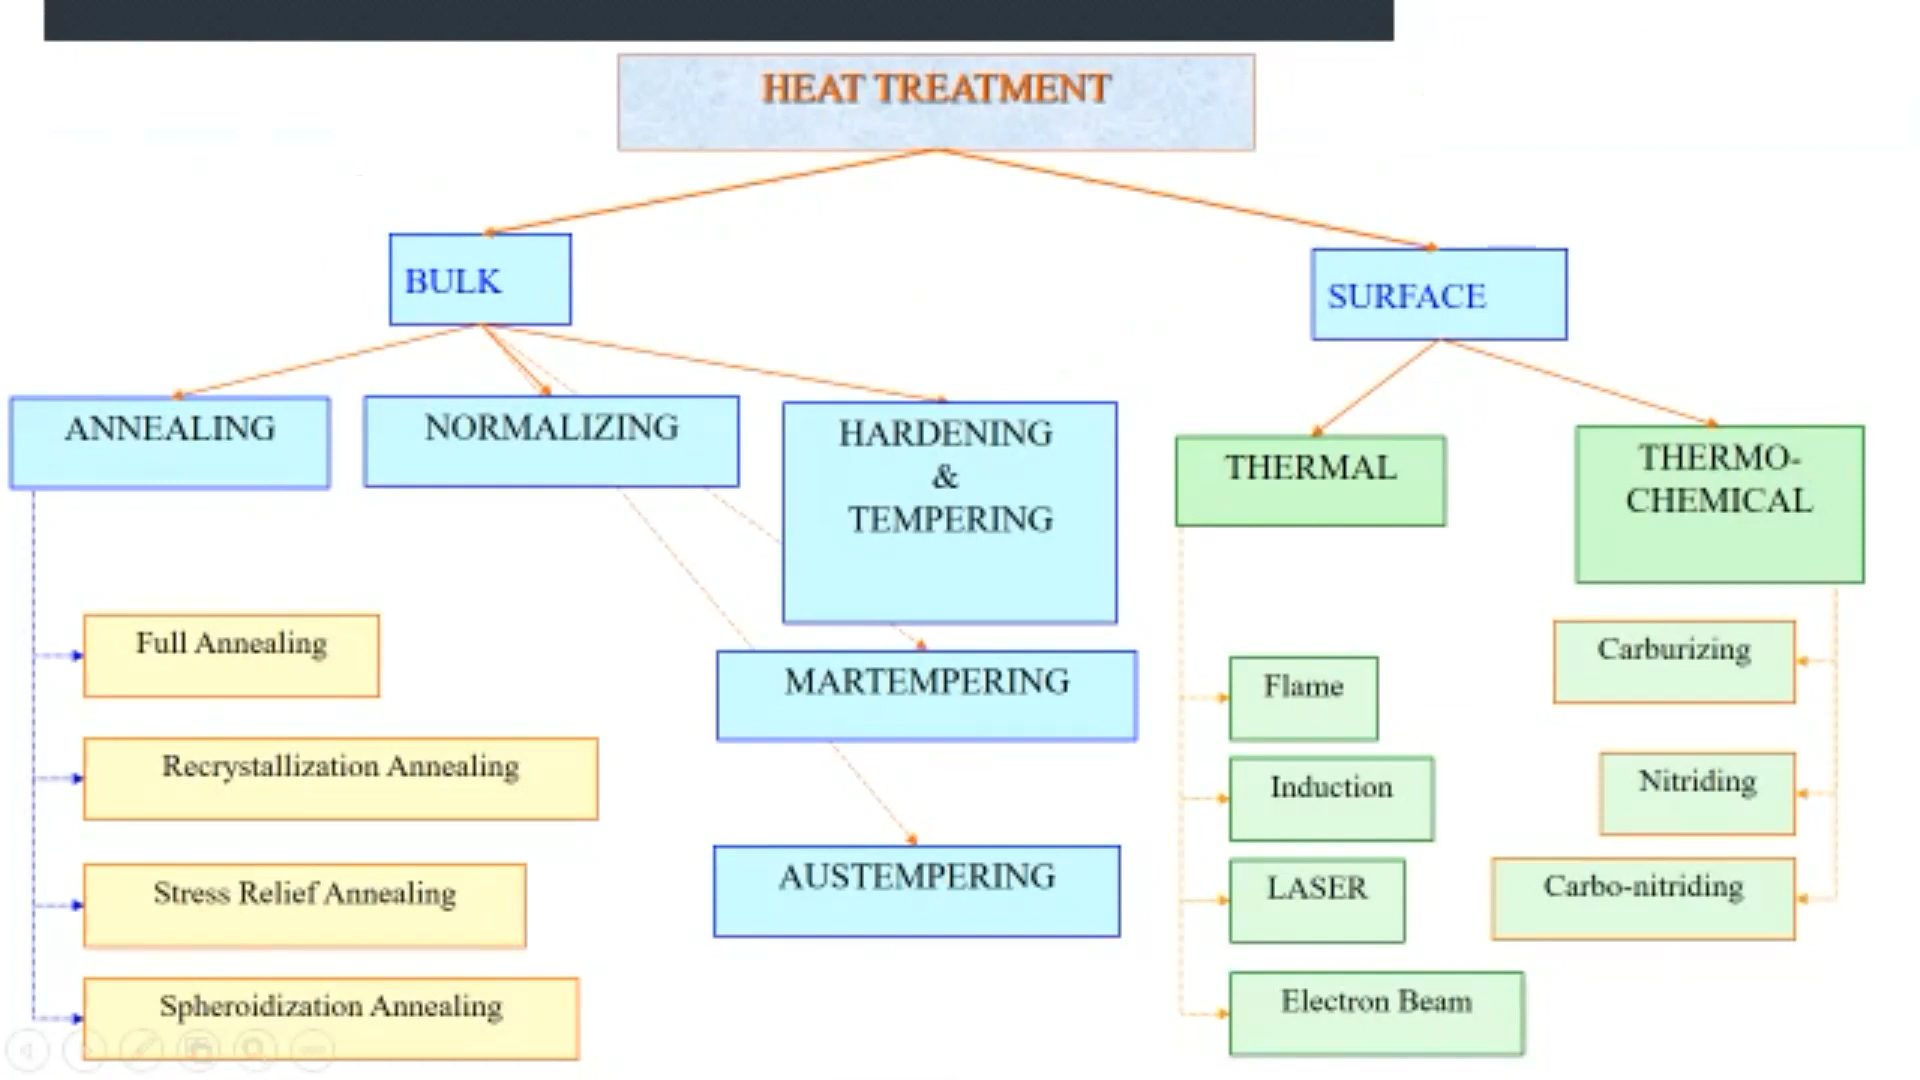 HEAT TREATMENT
BULK
SURFACE
ANNEALING
NORMALIZING
HARDENING
&
TEMPERING
THERMAL
THERMO-
CHEMICAL
Full Annealing
Recrystallization Annealing
Stress Relief Annealing
Spheroidization Annealing
MARTEMPERING
AUSTEMPERING
Flame
Induction
LASER
Electron Beam
Carburizing
Nitriding
Carbo-nitriding